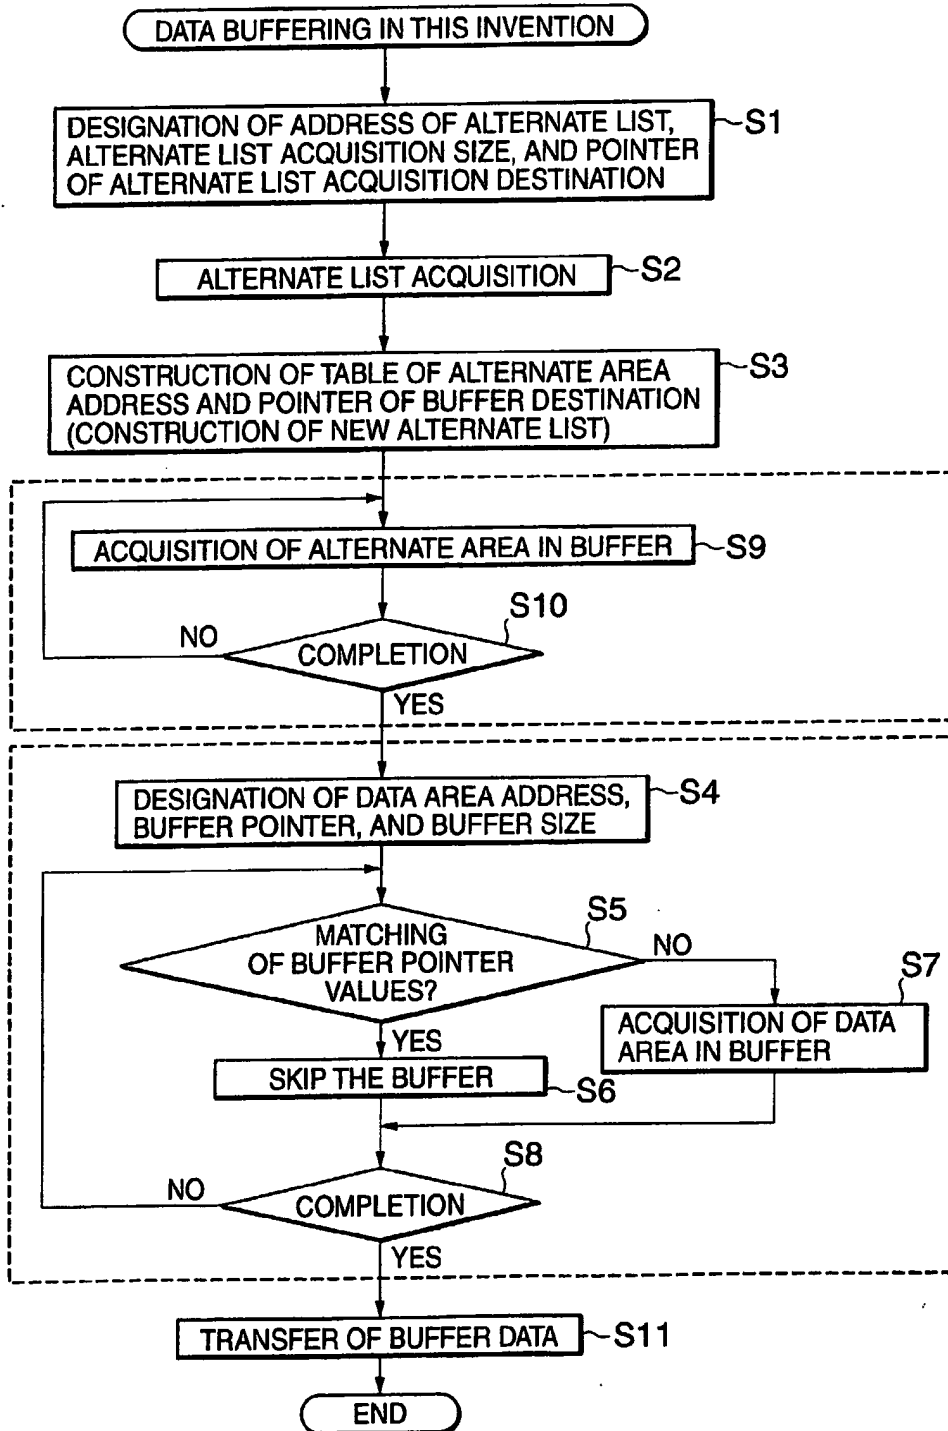 DATA BUFFERING IN THIS INVENTION
DESIGNATION OF ADDRESS OF ALTERNATE LIST,
ALTERNATE LIST ACQUISITION SIZE, AND POINTER
OF ALTERNATE LIST ACQUISITION DESTINATION
S1
ALTERNATE LIST ACQUISITION
S2
CONSTRUCTION OF TABLE OF ALTERNATE AREA
ADDRESS AND POINTER OF BUFFER DESTINATION
(CONSTRUCTION OF NEW ALTERNATE LIST)
S3
ACQUISITION OF ALTERNATE AREA IN BUFFER
S9
S10
NO
COMPLETION
YES
DESIGNATION OF DATA AREA ADDRESS,
BUFFER POINTER, AND BUFFER SIZE
S4
S5
MATCHING
OF BUFFER POINTER
VALUES?
NO
S7
ACQUISITION OF DATA
AREA IN BUFFER
YES
SKIP THE BUFFER
S6
S8
NO
COMPLETION
YES
TRANSFER OF BUFFER DATA
S11
END